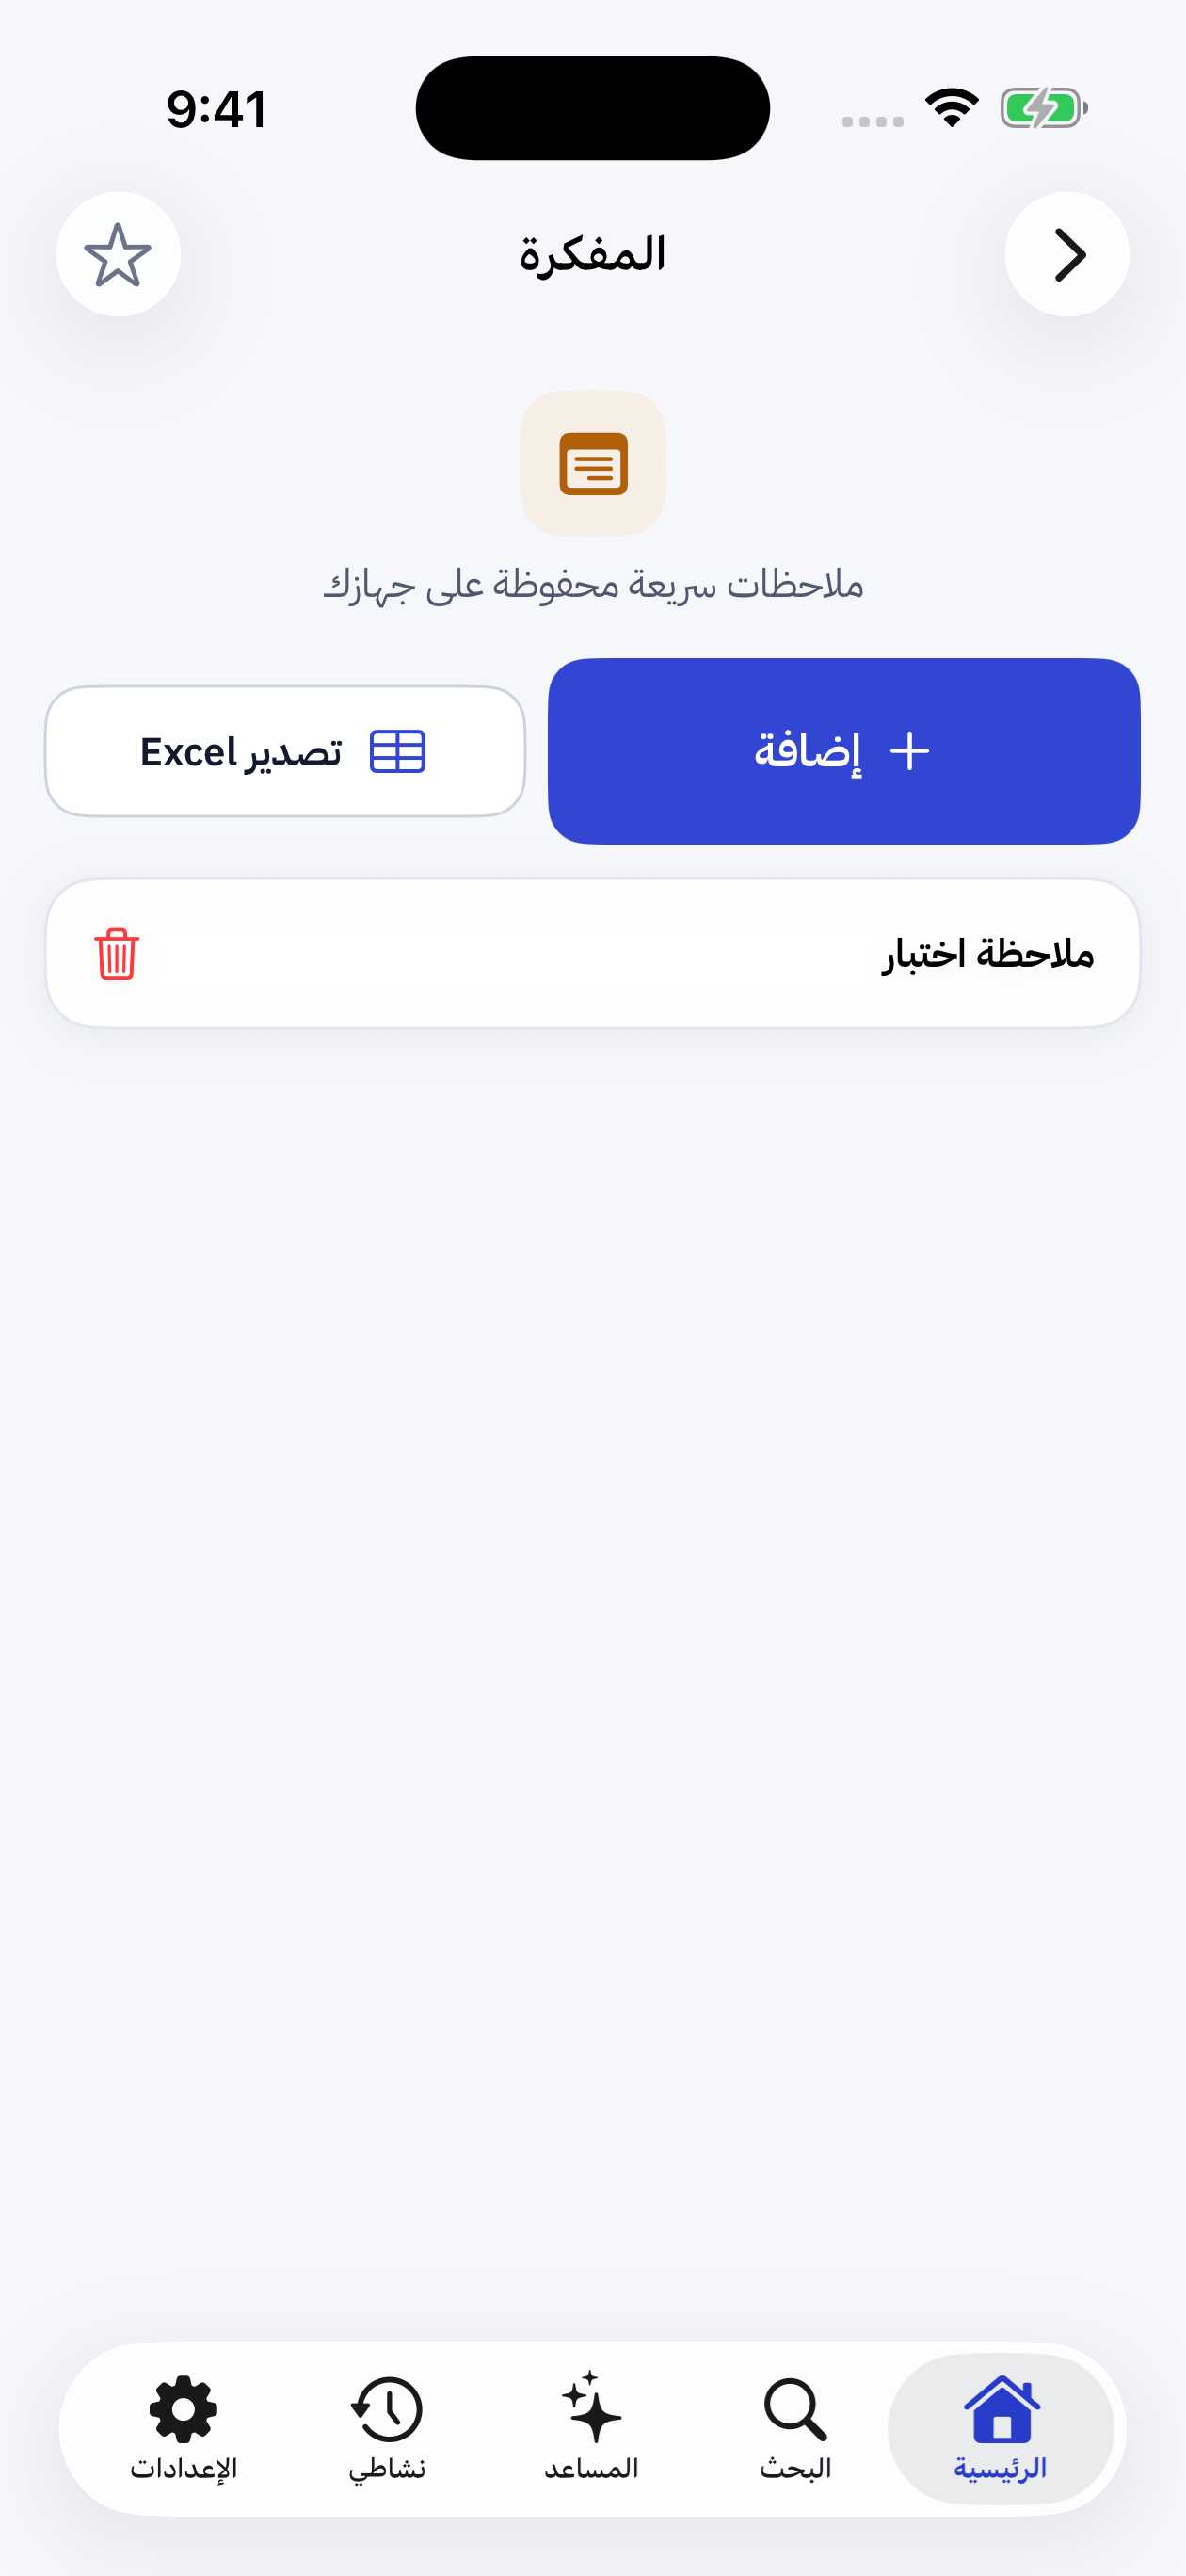 9:41
المفكرة
ملاحظات سريعة محفوظة على جهازك
إضافة
تصدير Excel
ملاحظة اختبار
الرئيسية
البحث
المساعد
نشاطي
الإعدادات